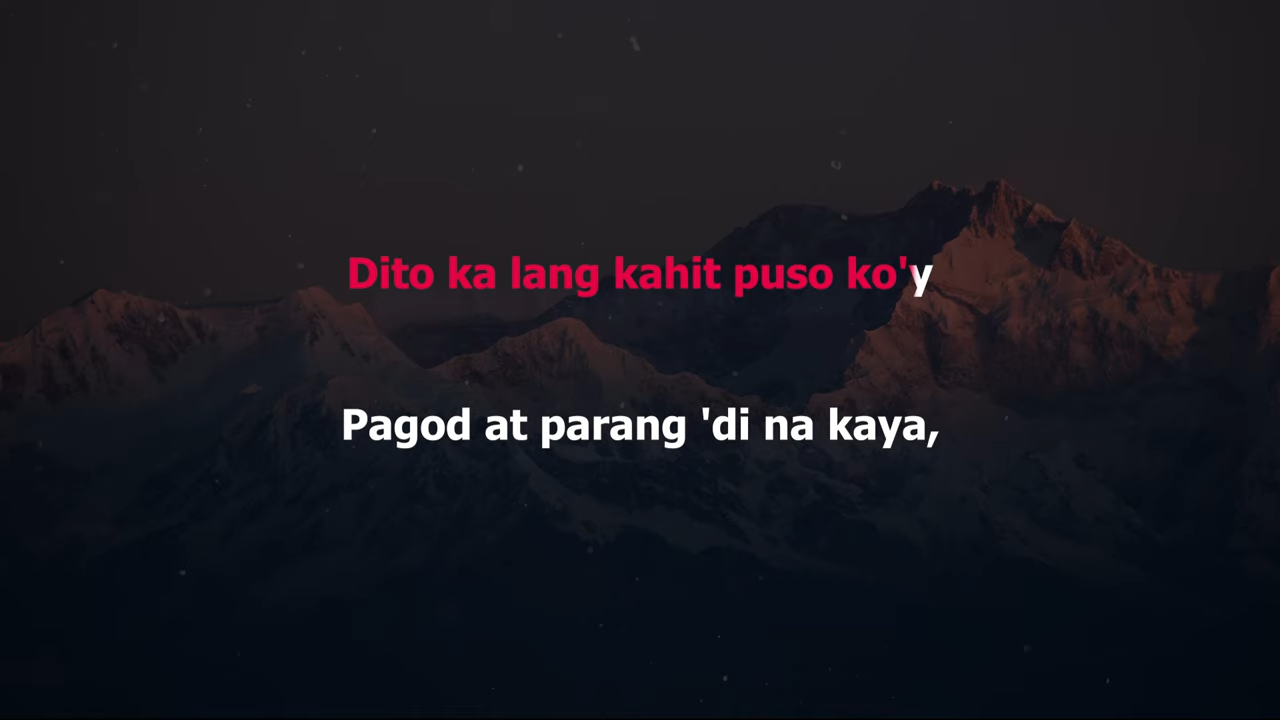 Dito ka lang kahit puso ko'y
Pagod at parang 'di na kaya,